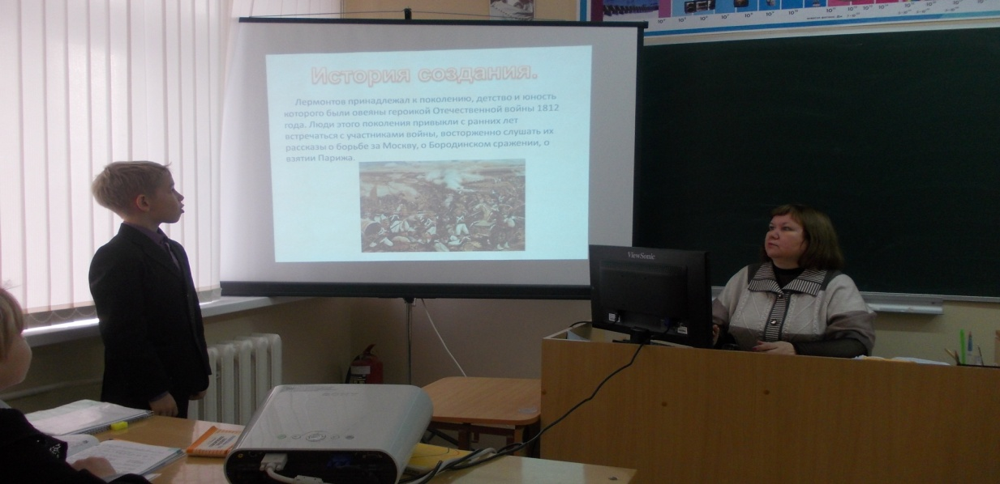 История создания.
Лермонтов принадлежал к поколению, детство и юность
которого были овеяны героикой Отечественной войны 1812
года. Люди этого поколения привыкли с ранних лет
встречаться с участниками войны, восторженно слушать их
рассказы о борьбе за Москву, о Бородинском сражении, о
взятии Парижа.
ViewSonic